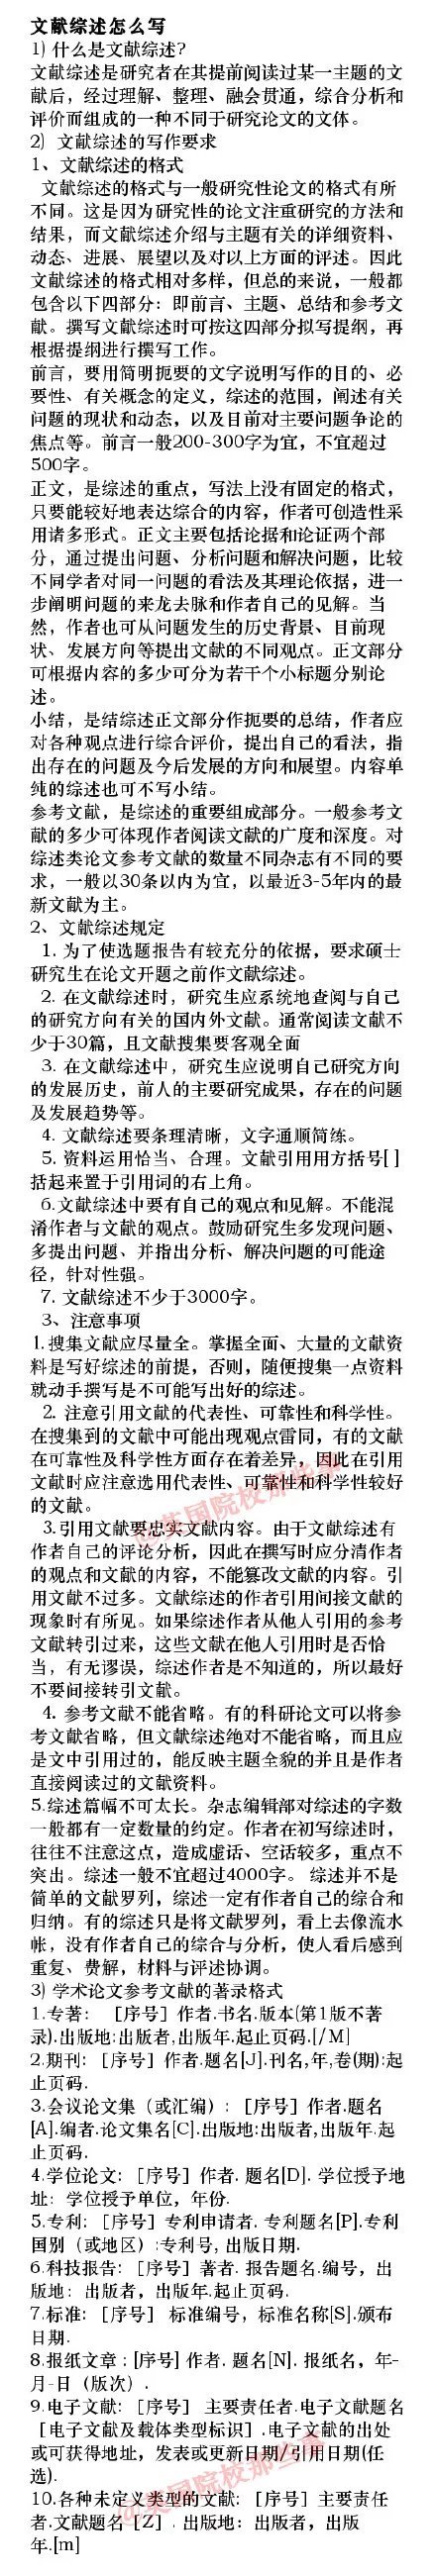 文献综述怎么写
1) 什么是文献综述?
文献综述是研究者在其提前阅读过某一主题的文
献后，经过理解、整理、融会贯通，综合分析和
评价而组成的一种不同于研究论文的文体。
2) 文献综述的写作要求
1、文献综述的格式
文献综述的格式与一般研究性论文的格式有所
不同。这是因为研究性的论文注重研究的方法和
结果，而文献综述介绍与主题有关的详细资料、
动态、进展、展望以及对以上方面的评述。因此
文献综述的格式相对多样，但总的来说，一般都
包含以下四部分：即前言、主题、总结和参考文
献。撰写文献综述时可按这四部分拟写提纲，再
根据提纲进行撰写工作。
前言，要用简明扼要的文字说明写作的目的、必
要性、有关概念的定义，综述的范围，阐述有关
问题的现状和动态，以及目前对主要问题争论的
焦点等。前言一般200-300字为宜，不宜超过
500字。
正文，是综述的重点，写法上没有固定的格式，
只要能较好地表达综合的内容，作者可创造性采
用诸多形式。正文主要包括论据和论证两个部
分，通过提出问题、分析问题和解决问题，比较
不同学者对同一问题的看法及其理论依据，进一
步阐明问题的来龙去脉和作者自己的见解。当
然，作者也可从问题发生的历史背景、目前现
状、发展方向等提出文献的不同观点。正文部分
可根据内容的多少可分为若干个小标题分别论
述。
小结，是结综述正文部分作扼要的总结，作者应
对各种观点进行综合评价，提出自己的看法，指
出存在的问题及今后发展的方向和展望。内容单
纯的综述也可不写小结。
参考文献，是综述的重要组成部分。一般参考文
献的多少可体现作者阅读文献的广度和深度。对
综述类论文参考文献的数量不同杂志有不同的要
求，一般以30条以内为宜，以最近3-5年内的最
新文献为主。
2、文献综述规定
1. 为了使选题报告有较充分的依据，要求硕士
研究生在论文开题之前作文献综述。
2. 在文献综述时，研究生应系统地查阅与自己
的研究方向有关的国内外文献。通常阅读文献不
少于30篇，且文献搜集要客观全面
3. 在文献综述中，研究生应说明自己研究方向
的发展历史，前人的主要研究成果，存在的问题
及发展趋势等。
4. 文献综述要条理清晰，文字通顺简练。
5. 资料运用恰当、合理。文献引用用方括号[ ]
括起来置于引用词的右上角。
6.文献综述中要有自己的观点和见解。不能混
淆作者与文献的观点。鼓励研究生多发现问题、
多提出问题、并指出分析、解决问题的可能途
径，针对性强。
7. 文献综述不少于3000字。
3、注意事项
1.搜集文献应尽量全。掌握全面、大量的文献资
料是写好综述的前提，否则，随便搜集一点资料
就动手撰写是不可能写出好的综述。
2. 注意引用文献的代表性、可靠性和科学性。
在搜集到的文献中可能出现观点雷同，有的文献
在可靠性及科学性方面存在着差异，因此在引用
文献时应注意选用代表性、可靠性和科学性较好
的文献。
3.引用文献要忠实文献内容。由于文献综述有
作者自己的评论分析，因此在撰写时应分清作者
的观点和文献的内容，不能篡改文献的内容。引
用文献不过多。文献综述的作者引用间接文献的
现象时有所见。如果综述作者从他人引用的参考
文献转引过来，这些文献在他人引用时是否恰
当，有无谬误，综述作者是不知道的，所以最好
不要间接转引文献。
4. 参考文献不能省略。有的科研论文可以将参
考文献省略，但文献综述绝对不能省略，而且应
是文中引用过的，能反映主题全貌的并且是作者
直接阅读过的文献资料。
5.综述篇幅不可太长。杂志编辑部对综述的字数
一般都有一定数量的约定。作者在初写综述时，
往往不注意这点，造成虚话、空话较多，重点不
突出。综述一般不宜超过4000字。 综述并不是
简单的文献罗列，综述一定有作者自己的综合和
归纳。有的综述只是将文献罗列，看上去像流水
帐，没有作者自己的综合与分析，使人看后感到
重复、费解，材料与评述协调。
3) 学术论文参考文献的著录格式
1.专著： ［序号］作者.书名.版本(第1版不著
录).出版地:出版者,出版年.起止页码.[/M]
2.期刊: ［序号］作者.题名[J].刊名,年,卷(期):起
止页码.
3.会议论文集（或汇编）: ［序号］作者.题名
[A].编者.论文集名[C].出版地:出版者,出版年.起
止页码.
4.学位论文: ［序号］作者. 题名[D]. 学位授予地
址：学位授予单位，年份.
5.专利: ［序号］专利申请者. 专利题名[P].专利
国别（或地区）:专利号, 出版日期.
6.科技报告: ［序号］著者. 报告题名.编号，出
版地：出版者，出版年.起止页码.
7.标准: ［序号］ 标准编号，标准名称[S].颁布
日期.
8.报纸文章 : [序号] 作者. 题名[N]. 报纸名，年-
月-日（版次）.
9.电子文献: ［序号］ 主要责任者.电子文献题名
［电子文献及载体类型标识］.电子文献的出处
或可获得地址，发表或更新日期/引用日期(任
选).
10.各种未定义类型的文献: ［序号］主要责任
者.文献题名［Z］. 出版地：出版者，出版
年.[m]
@英国院校那些事
@英国院校那些事